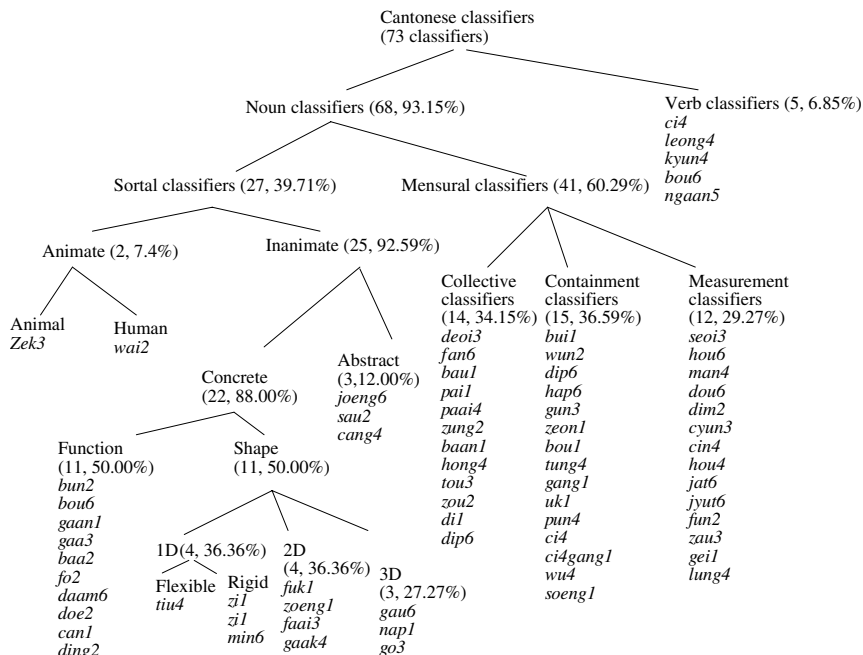 Cantonese classifiers
(73 classifiers)
Noun classifiers (68, 93.15%)
Verb classifiers (5, 6.85%)
ci4
leong4
kyun4
bou6
ngaan5
Sortal classifiers (27, 39.71%)
Mensural classifiers (41, 60.29%)
Animate (2, 7.4%)
Inanimate (25, 92.59%)
Animal
Zek3
Human
wai2
Concrete
(22, 88.00%)
Abstract
(3,12.00%)
joeng6
sau2
cang4
Function
(11, 50.00%)
bun2
bou6
gaan1
gaa3
baa2
fo2
daam6
doe2
can1
ding2
Shape
(11, 50.00%)
1D(4, 36.36%)
Flexible
tiu4
Rigid
zi1
zi1
min6
2D
(4, 36.36%)
fuk1
zoeng1
faai3
gaak4
3D
(3, 27.27%)
gau6
nap1
go3
Collective
classifiers
(14, 34.15%)
deoi3
fan6
bau1
pai1
paai4
zung2
baan1
hong4
tou3
zou2
di1
dip6
Containment
classifiers
(15, 36.59%)
bui1
wun2
dip6
hap6
gun3
zeon1
bou1
tung4
gang1
uk1
pun4
ci4
ci4gang1
wu4
soeng1
Measurement
classifiers
(12, 29.27%)
seoi3
hou6
man4
dou6
dim2
cyun3
cin4
hou4
jat6
jyut6
fun2
zau3
gei1
lung4